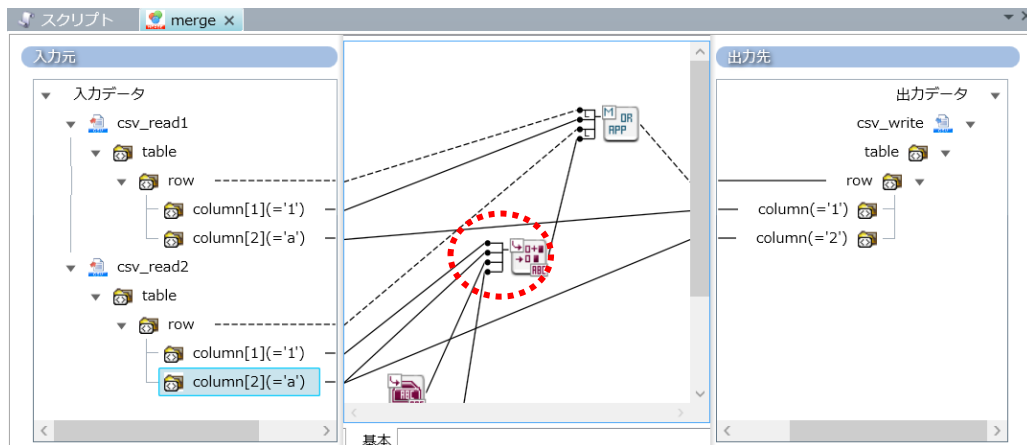 スクリプト
merge ×
入力元
入力データ
csv_read1
table
row
column[1](='1')
column[2](='a')
csv_read2
table
row
column[1](='1')
column[2](='a')
M OR
APP
ABC
ABC
基本
出力先
出力データ
csv_write
table
row
column(='1')
column(='2')